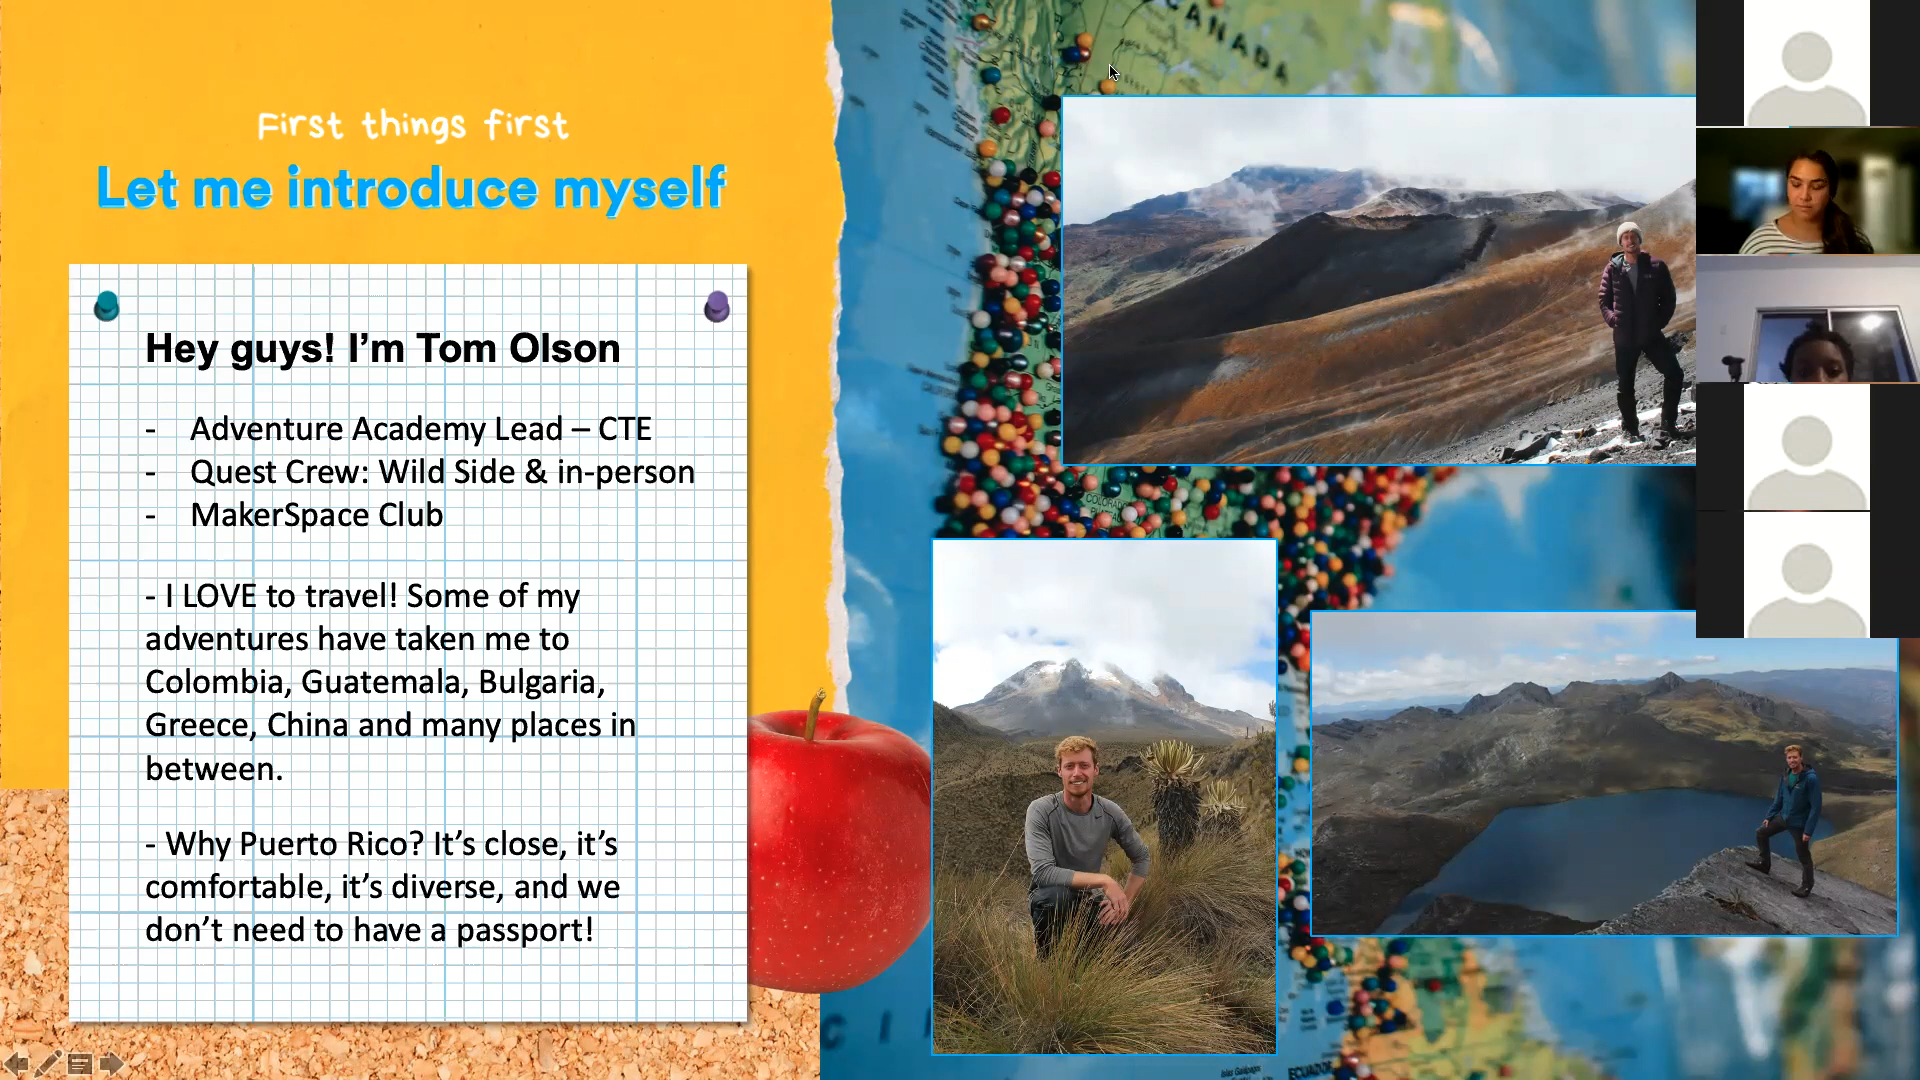 First things first
Let me introduce myself
Hey guys! I’m Tom Olson
- Adventure Academy Lead – CTE
- Quest Crew: Wild Side & in-person
- MakerSpace Club
- I LOVE to travel! Some of my
adventures have taken me to
Colombia, Guatemala, Bulgaria,
Greece, China and many places in
between.
- Why Puerto Rico? It’s close, it’s
comfortable, it’s diverse, and we
don’t need to have a passport!
CANADA
COLORADO
ECUADOR